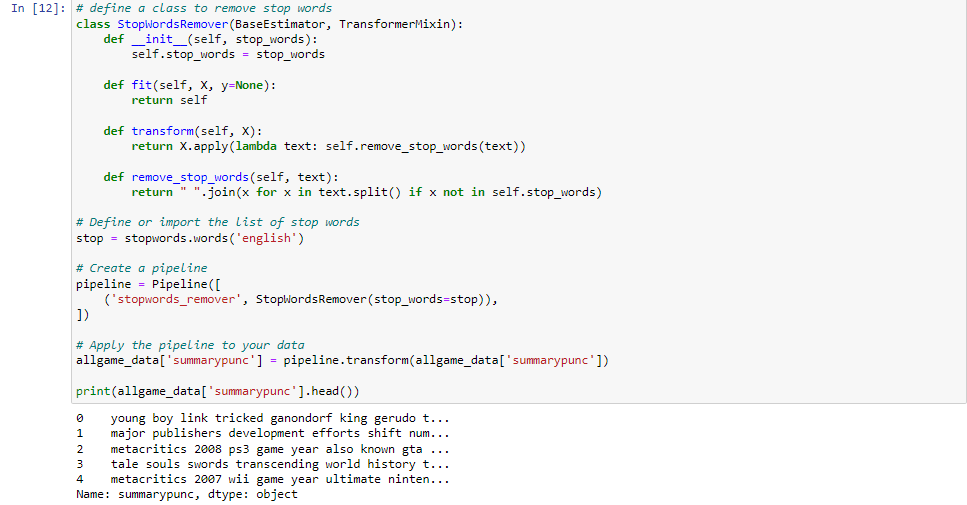 In [12]: # define a class to remove stop words
class StopWordsRemover(BaseEstimator, TransformerMixin):
    def __init__(self, stop_words):
        self.stop_words = stop_words

    def fit(self, X, y=None):
        return self

    def transform(self, X):
        return X.apply(lambda text: self.remove_stop_words(text))

    def remove_stop_words(self, text):
        return " ".join(x for x in text.split() if x not in self.stop_words)

# Define or import the list of stop words
stop = stopwords.words('english')

# Create a pipeline
pipeline = Pipeline([
    ('stopwords_remover', StopWordsRemover(stop_words=stop)),
])

# Apply the pipeline to your data
allgame_data['summarypunc'] = pipeline.transform(allgame_data['summarypunc'])

print(allgame_data['summarypunc'].head())

0    young boy link tricked ganondorf king gerudo t...
1    major publishers development efforts shift num...
2    metacritics 2008 ps3 game year also known gta ...
3    tale souls swords transcending world history t...
4    metacritics 2007 wii game year ultimate ninten...
Name: summarypunc, dtype: object